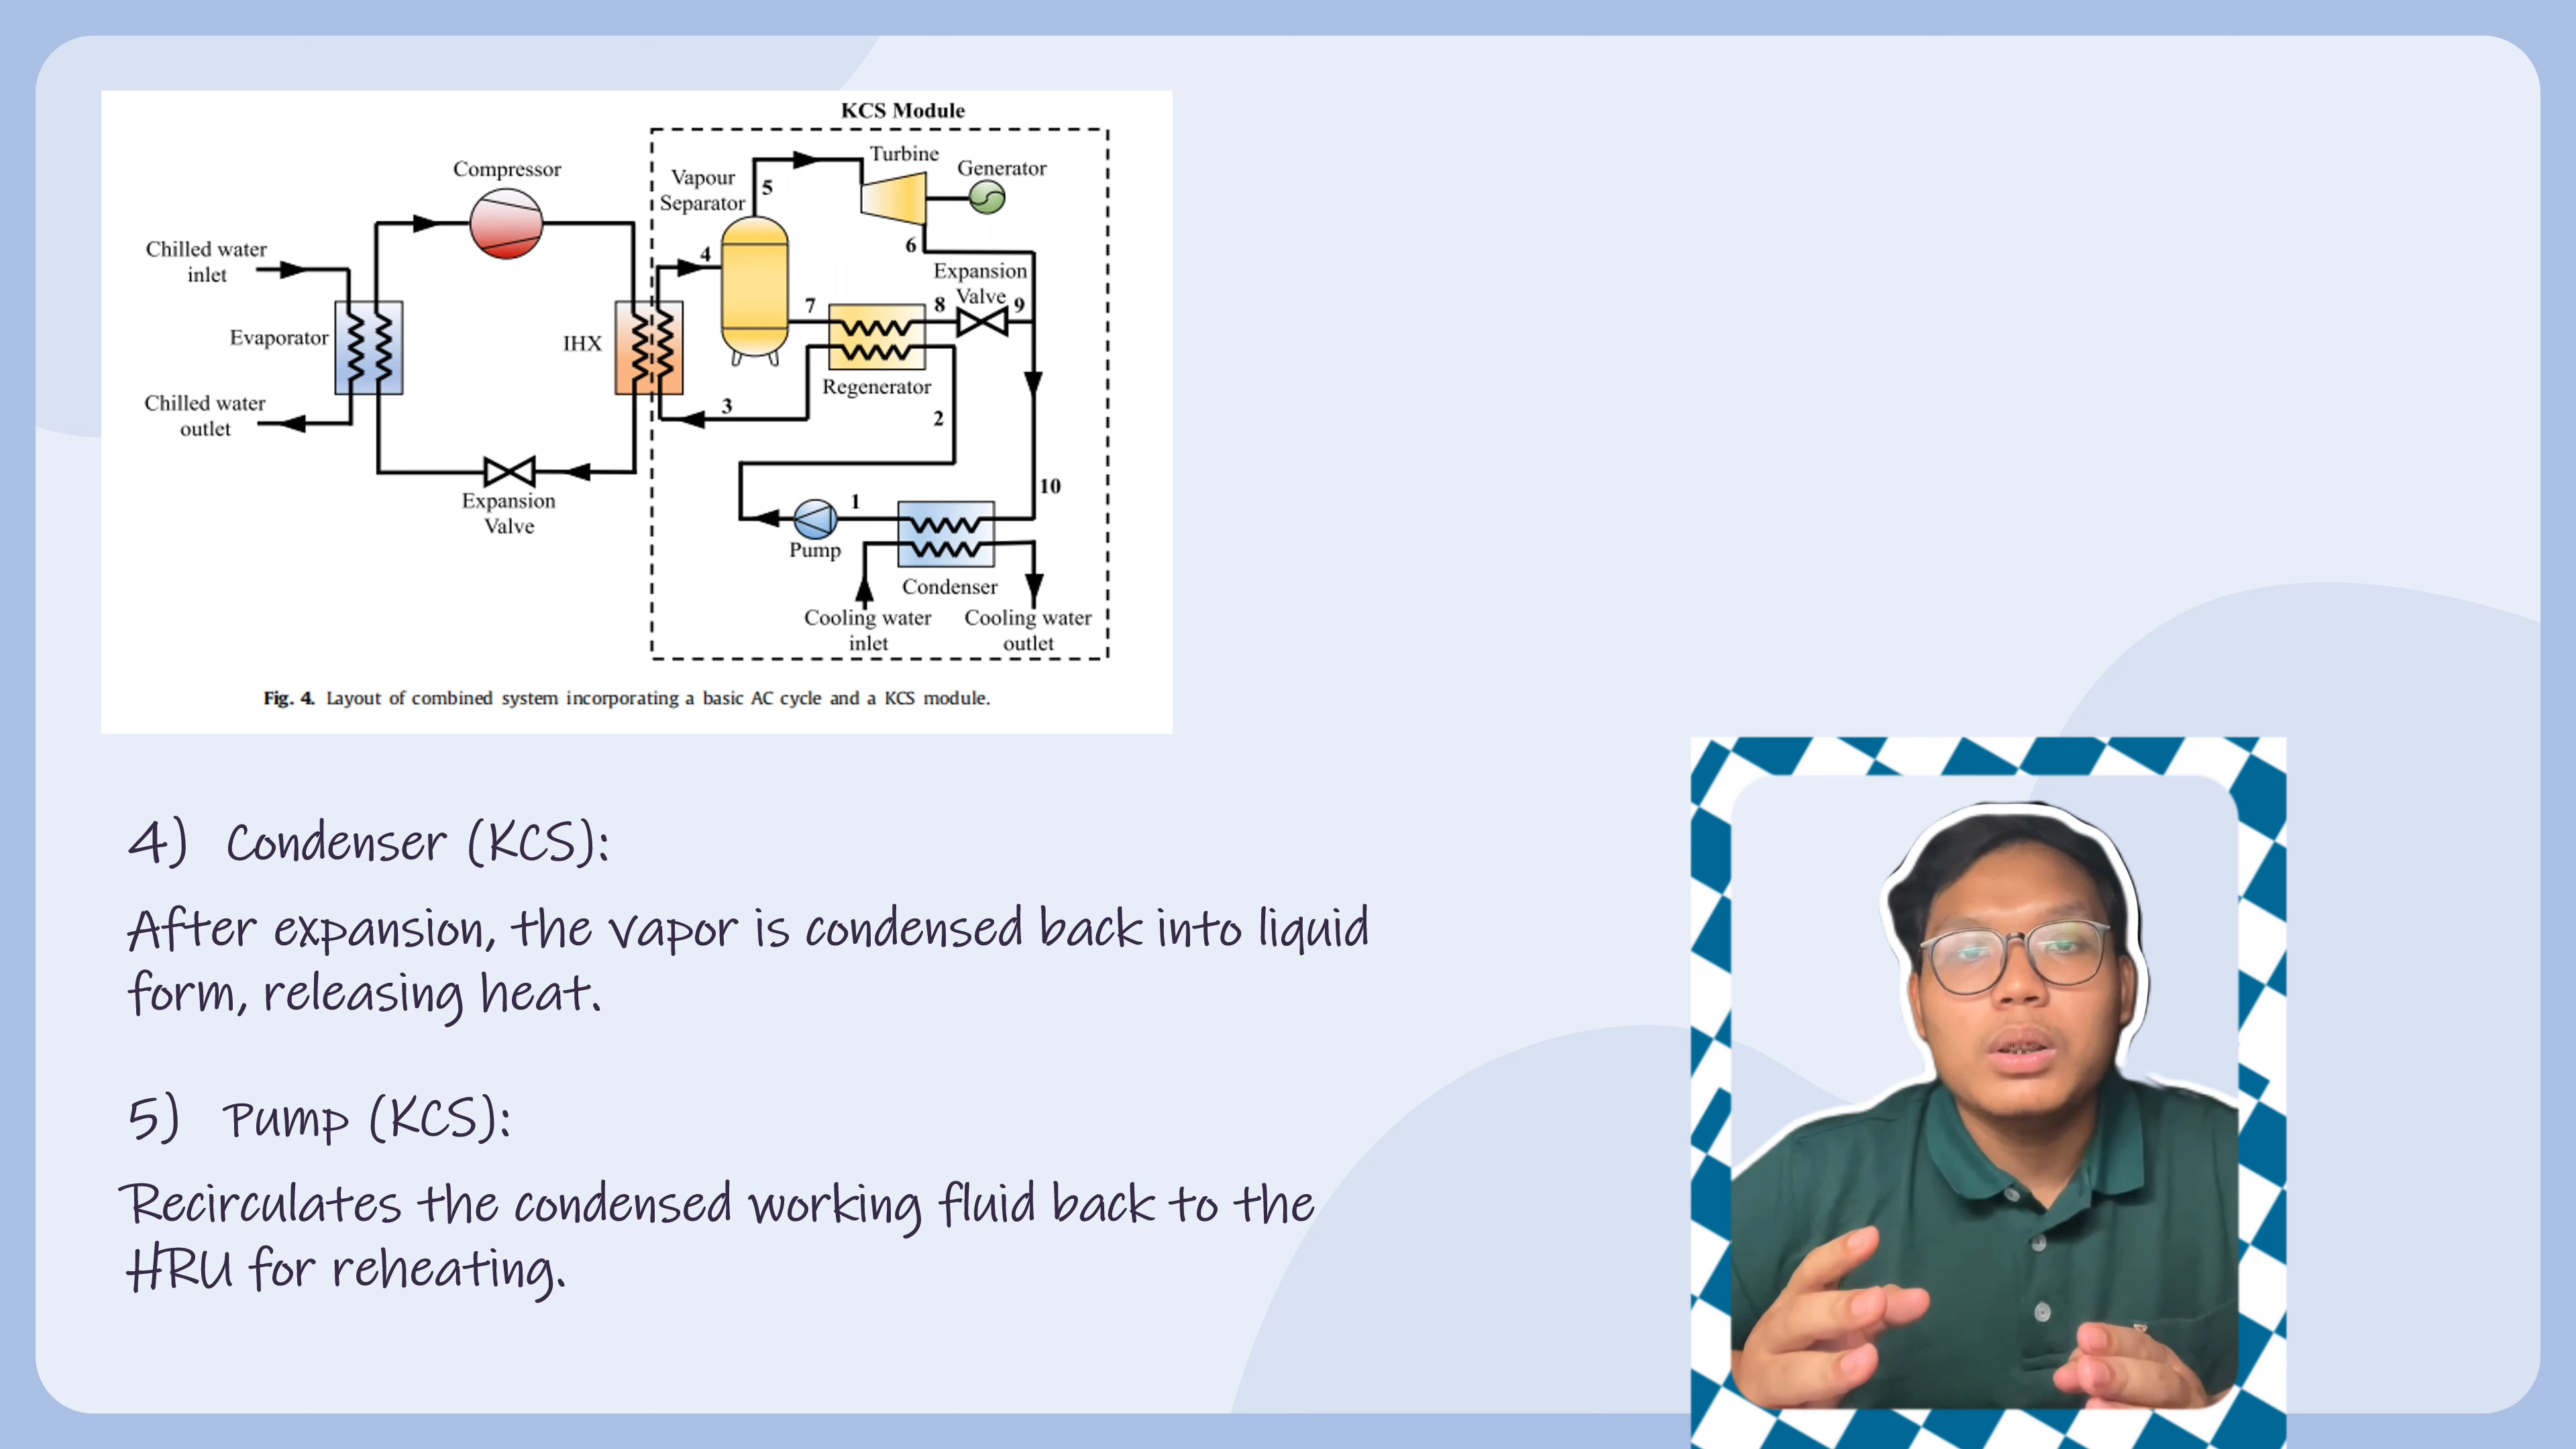 KCS Module
Compressor
Turbine
Generator
Vapour
Separator
5
4
6
Chilled water
inlet
Expansion
Valve
9
7
8
Evaporator
IHX
Regenerator
Chilled water
outlet
3
2
Expansion
Valve
10
1
Pump
Condenser
Cooling water
inlet
Cooling water
outlet
Fig. 4. Layout of combined system incorporating a basic AC cycle and a KCS module.
4) Condenser (KCS):
After expansion, the vapor is condensed back into liquid
form, releasing heat.
5) Pump (KCS):
Recirculates the condensed working fluid back to the
HRU for reheating.